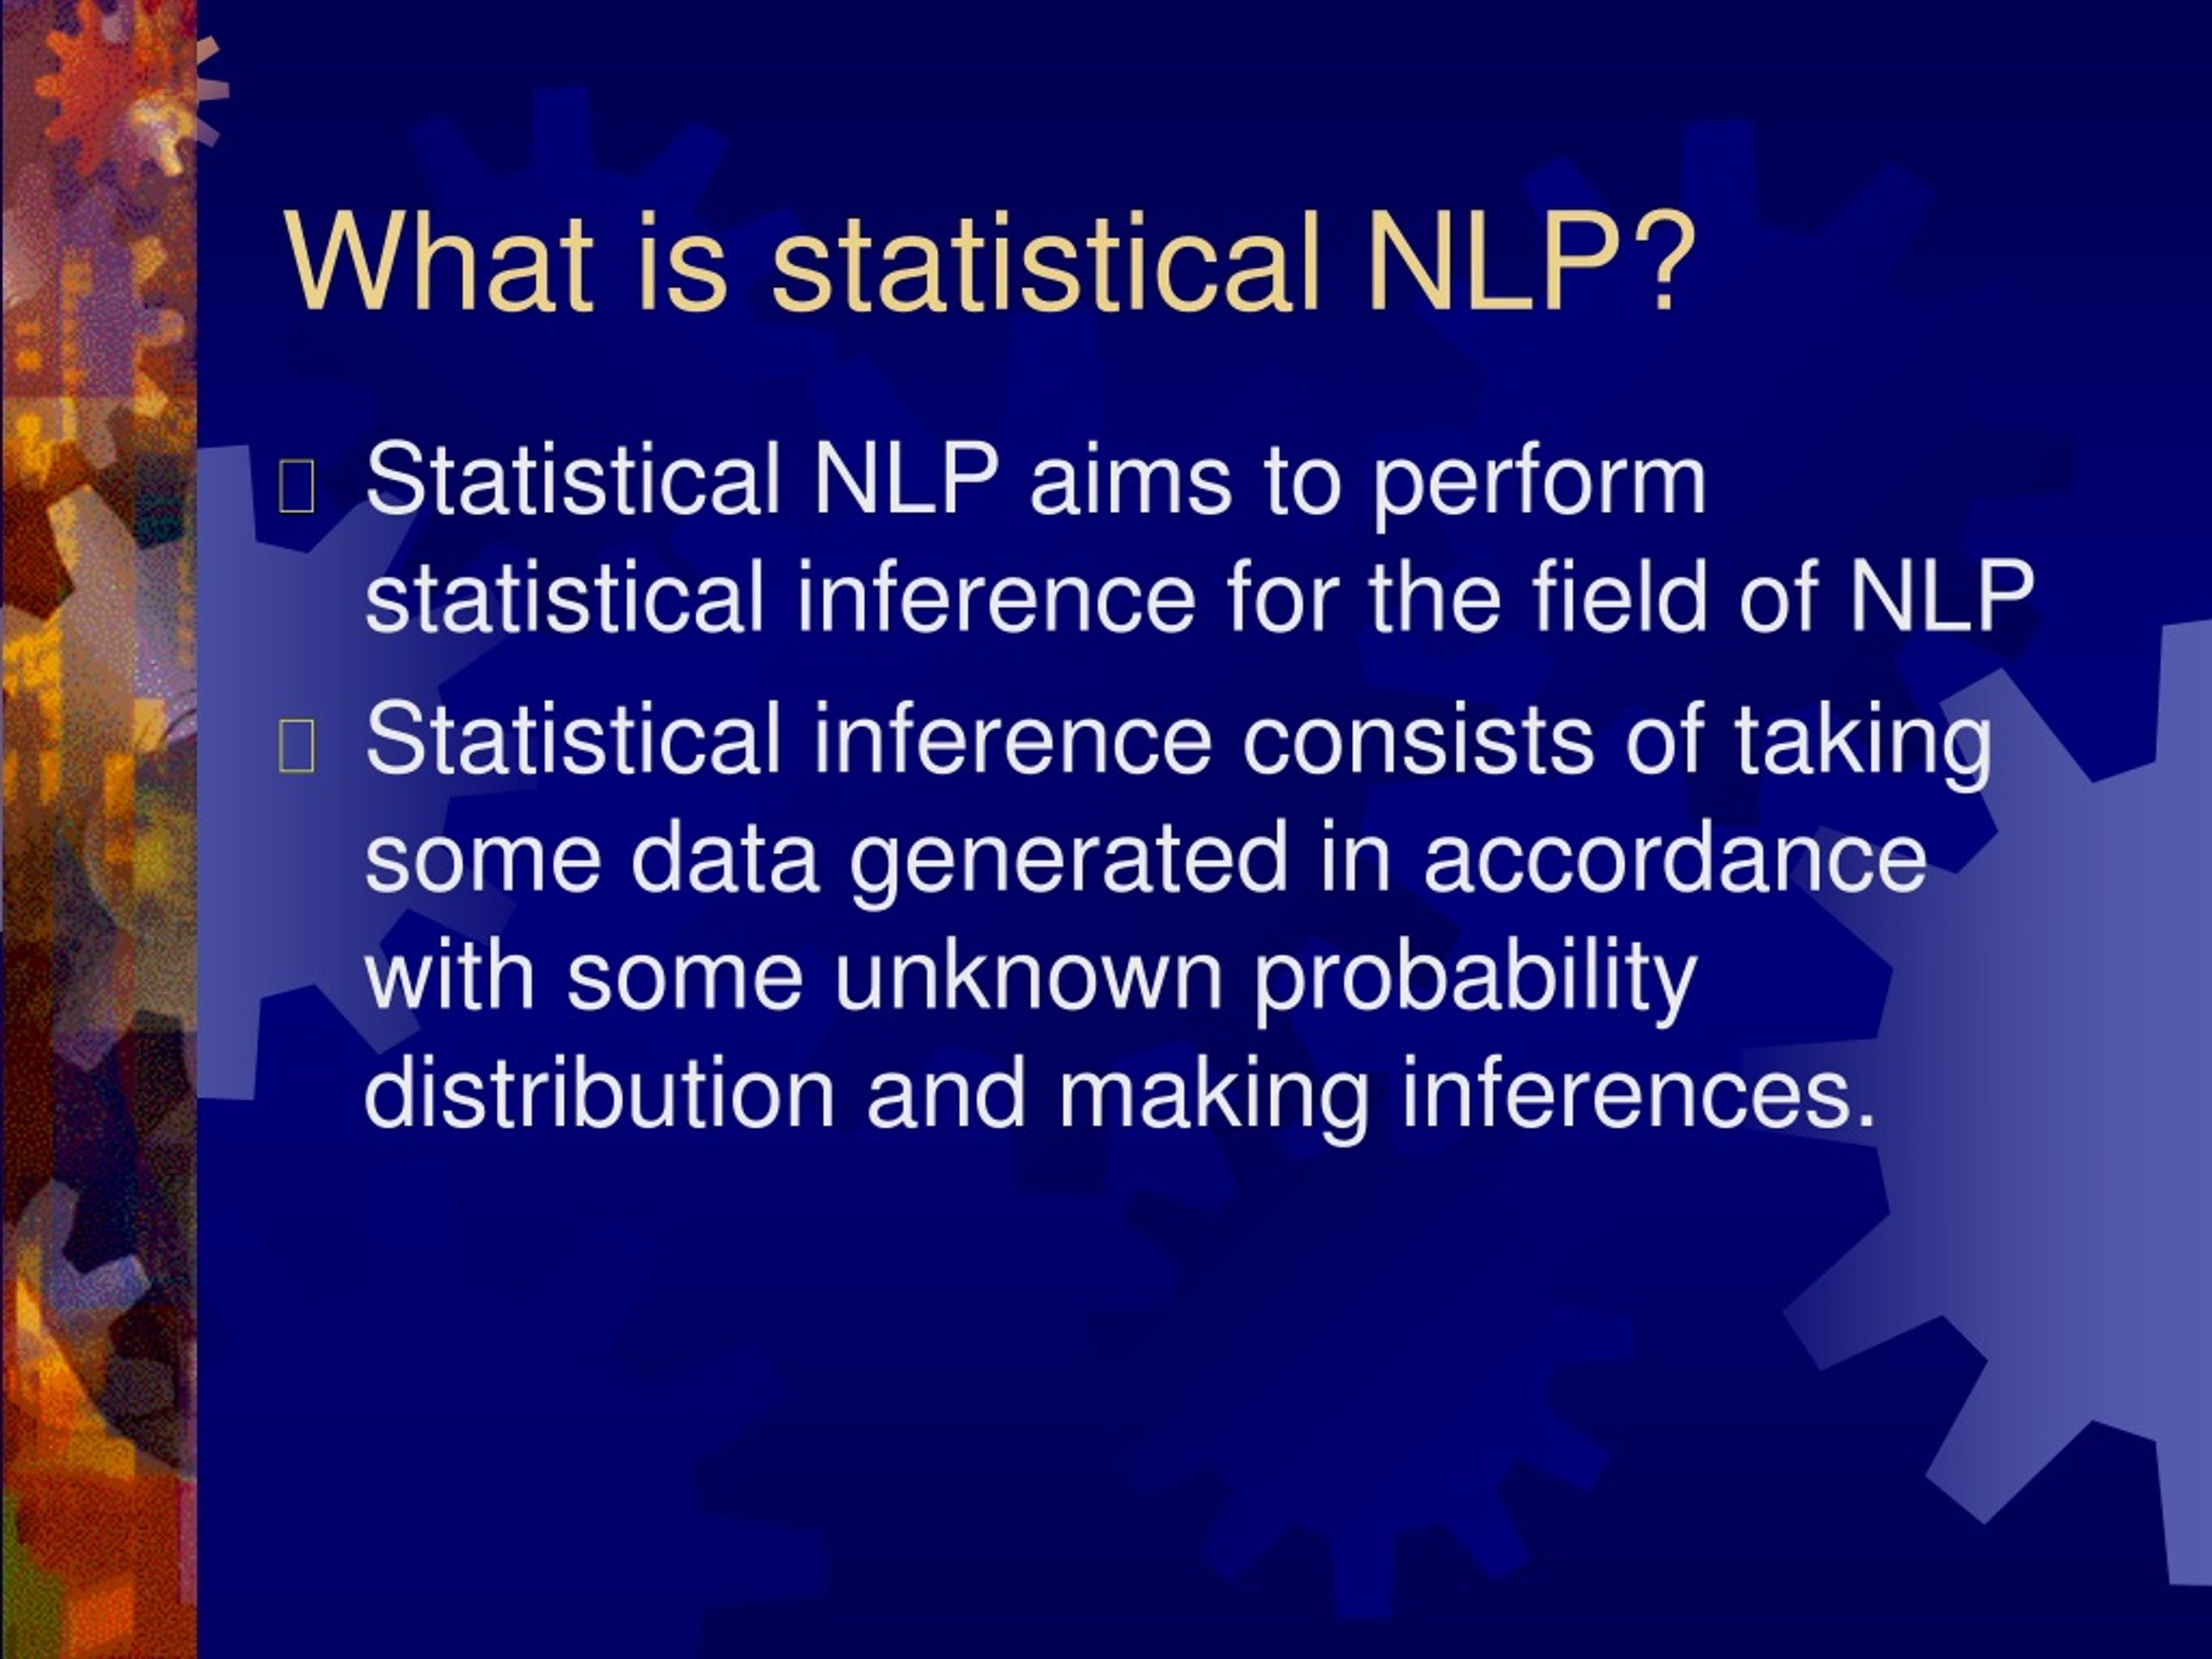 What is statistical NLP?
Statistical NLP aims to perform
statistical inference for the field of NLP
Statistical inference consists of taking
some data generated in accordance
with some unknown probability
distribution and making inferences.